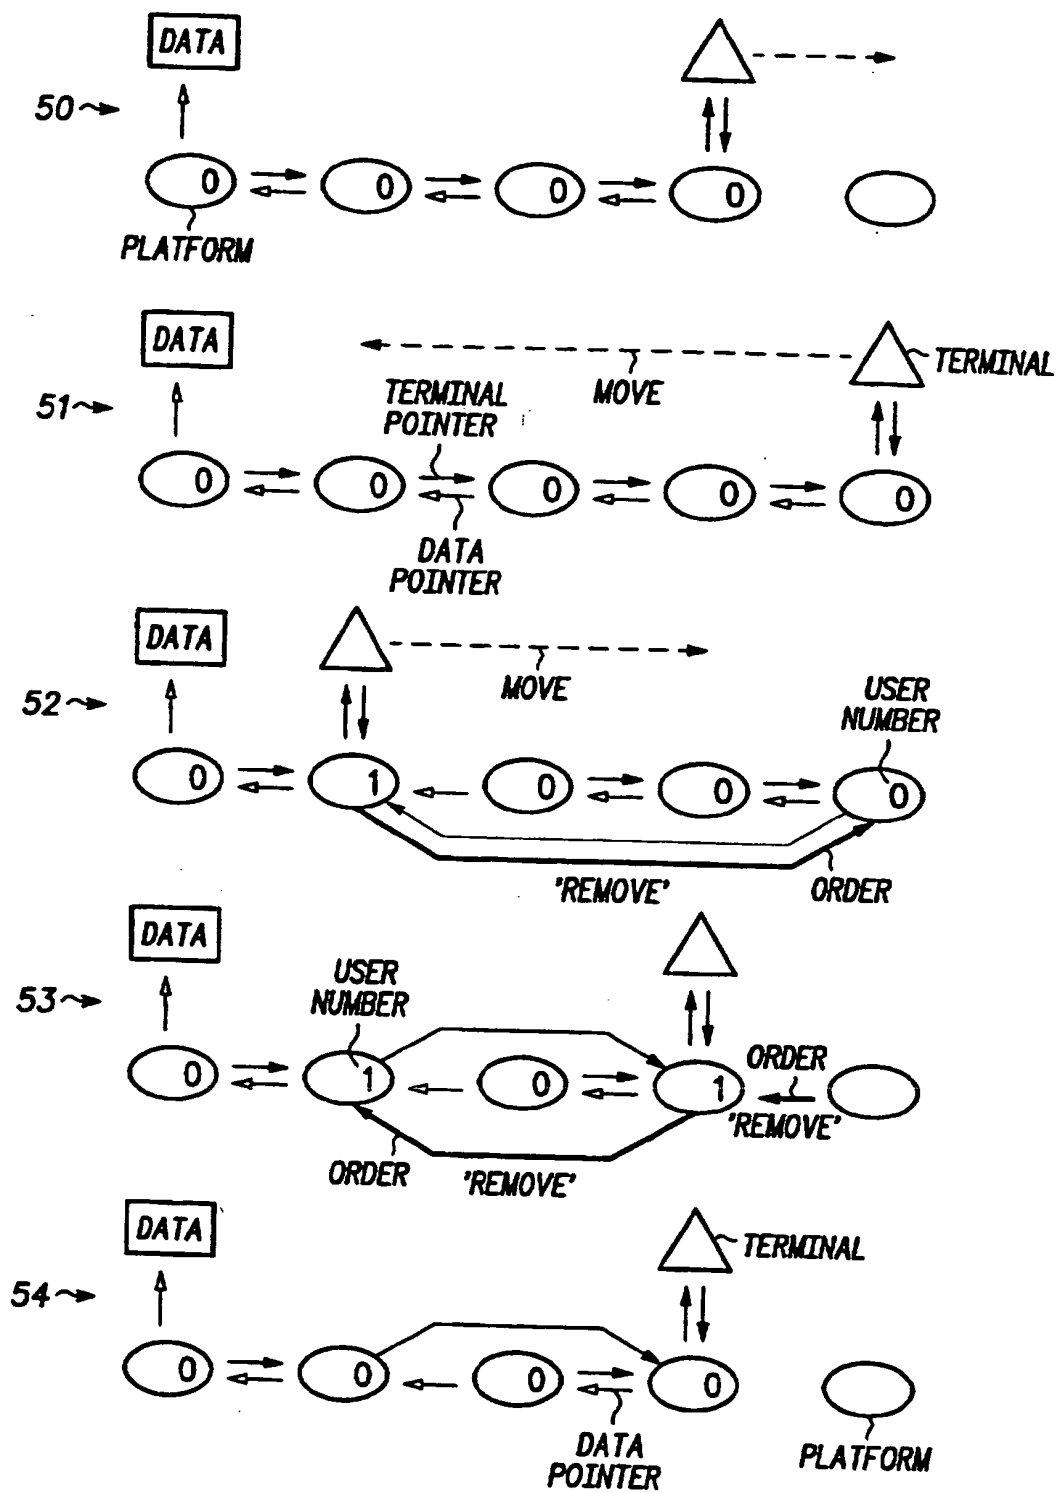 DATA
50
0 0 0 0
PLATFORM
DATA
TERMINAL
MOVE
51
TERMINAL
POINTER
0 0 0 0 0
DATA
POINTER
DATA
MOVE
52
USER
NUMBER
0 1 0 0 0
'REMOVE'
ORDER
DATA
53
USER
NUMBER
ORDER
0 1 0 1
'REMOVE'
ORDER
'REMOVE'
DATA
TERMINAL
54
0 0 0 0
DATA
POINTER
PLATFORM